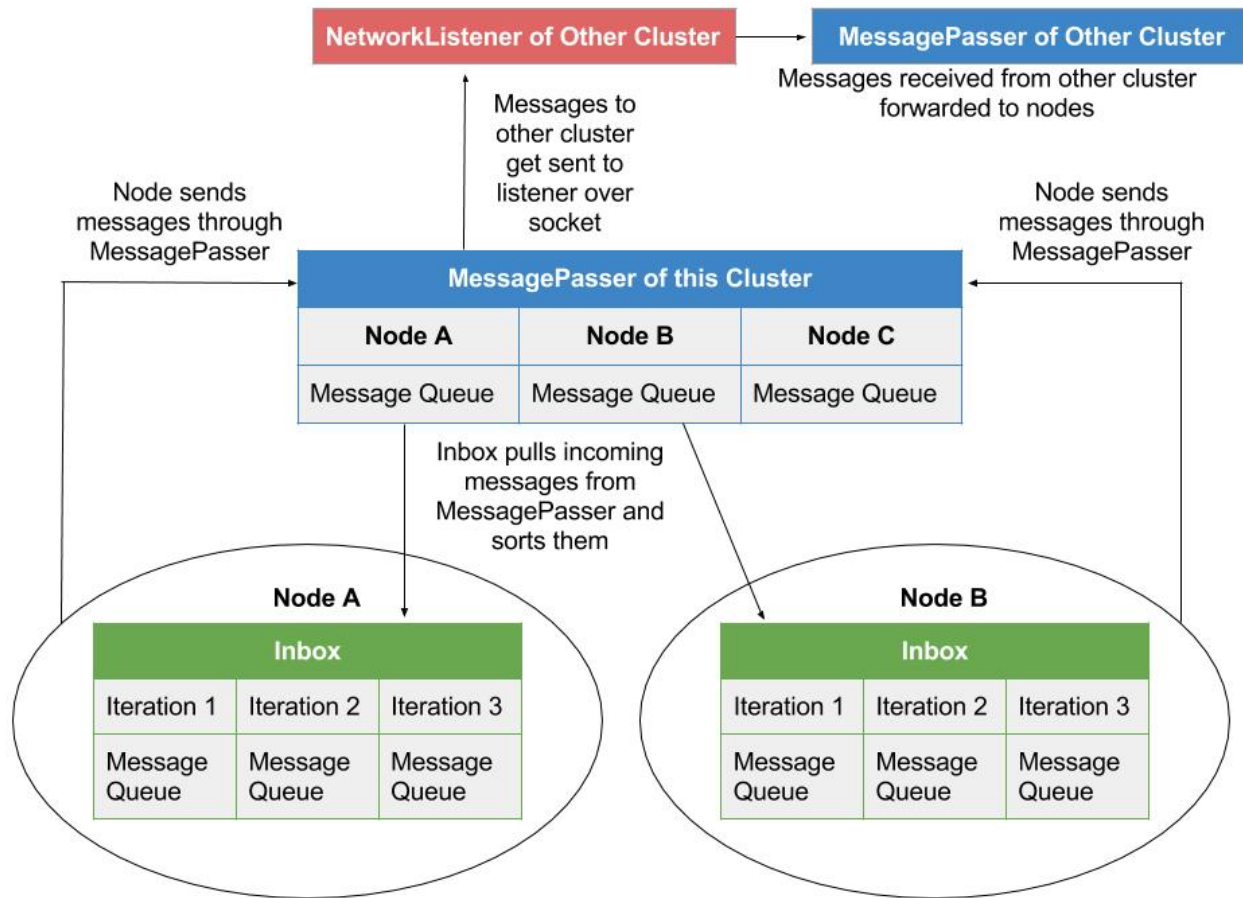 NetworkListener of Other Cluster
MessagePasser of Other Cluster
Messages received from other cluster
forwarded to nodes
Messages to
other cluster
get sent to
listener over
socket
Node sends
messages through
MessagePasser
Node sends
messages through
MessagePasser
MessagePasser of this Cluster
Node A
Node B
Node C
Message Queue
Message Queue
Message Queue
Inbox pulls incoming
messages from
MessagePasser and
sorts them
Node A
Inbox
Iteration 1
Iteration 2
Iteration 3
Message
Queue
Message
Queue
Message
Queue
Node B
Inbox
Iteration 1
Iteration 2
Iteration 3
Message
Queue
Message
Queue
Message
Queue